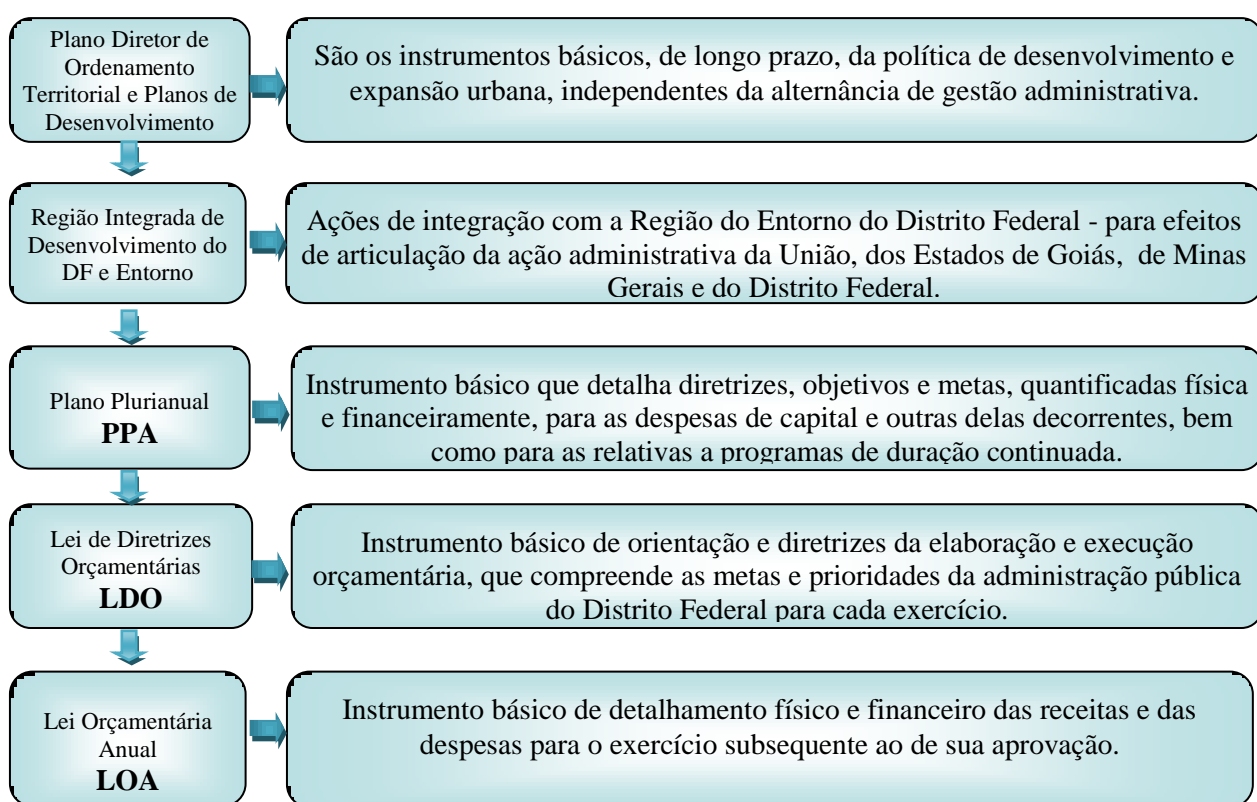 Plano Diretor de
Ordenamento
Territorial e Planos de
Desenvolvimento
São os instrumentos básicos, de longo prazo, da política de desenvolvimento e
expansão urbana, independentes da alternância de gestão administrativa.
Região Integrada de
Desenvolvimento do
DF e Entorno
Ações de integração com a Região do Entorno do Distrito Federal - para efeitos
de articulação da ação administrativa da União, dos Estados de Goiás, de Minas
Gerais e do Distrito Federal.
Plano Plurianual
PPA
Instrumento básico que detalha diretrizes, objetivos e metas, quantificadas física
e financeiramente, para as despesas de capital e outras delas decorrentes, bem
como para as relativas a programas de duração continuada.
Lei de Diretrizes
Orçamentárias
LDO
Instrumento básico de orientação e diretrizes da elaboração e execução
orçamentária, que compreende as metas e prioridades da administração pública
do Distrito Federal para cada exercício.
Lei Orçamentária
Anual
LOA
Instrumento básico de detalhamento físico e financeiro das receitas e das
despesas para o exercício subsequente ao de sua aprovação.